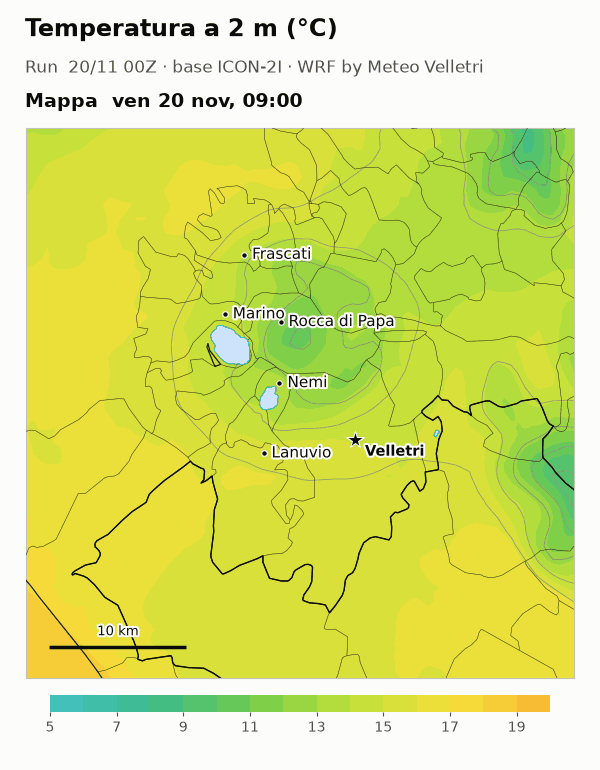 Temperatura a 2 m (°C)
Run  20/11 00Z · base ICON-2I · WRF by Meteo Velletri
Mappa  ven 20 nov, 09:00
Frascati
Marino
Rocca di Papa
Nemi
Velletri
Lanuvio
10 km
5 7 9 11 13 15 17 19